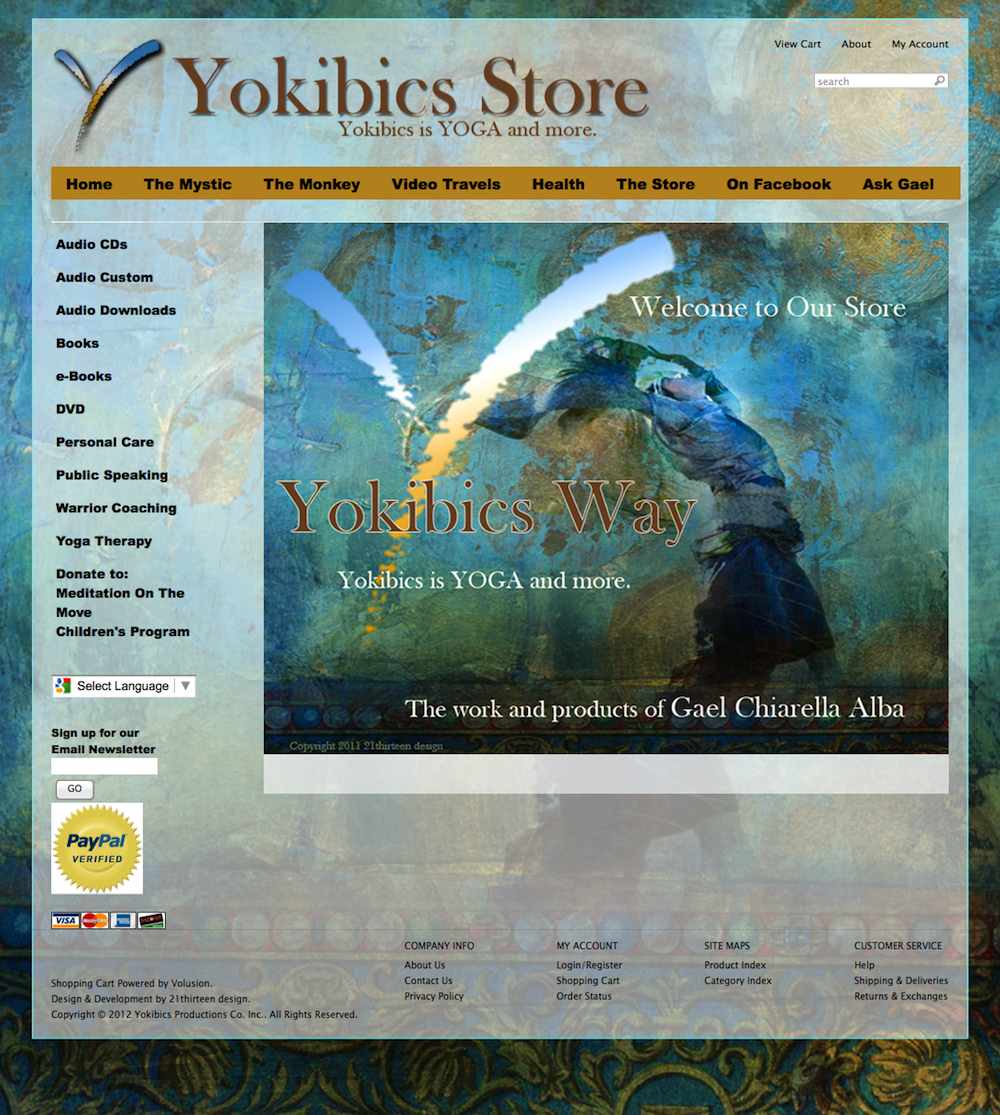 View Cart About My Account
search
Yokibics Store
Yokibics is YOGA and more.
Home The Mystic The Monkey Video Travels Health The Store On Facebook Ask Gael
Audio CDs
Audio Custom
Audio Downloads
Books
e-Books
DVD
Personal Care
Public Speaking
Warrior Coaching
Yoga Therapy
Donate to:
Meditation On The
Move
Children's Program
Select Language
Sign up for our
Email Newsletter
GO
PayPal
VERIFIED
VISA
MasterCard
Welcome to Our Store
Yokibics Way
Yokibics is YOGA and more.
The work and products of Gael Chiarella Alba
Copyright 2011 21thirteen design
Shopping Cart Powered by Volusion.
Design & Development by 21thirteen design.
Copyright © 2012 Yokibics Productions Co. Inc.. All Rights Reserved.
COMPANY INFO
About Us
Contact Us
Privacy Policy
MY ACCOUNT
Login/Register
Shopping Cart
Order Status
SITE MAPS
Product Index
Category Index
CUSTOMER SERVICE
Help
Shipping & Deliveries
Returns & Exchanges